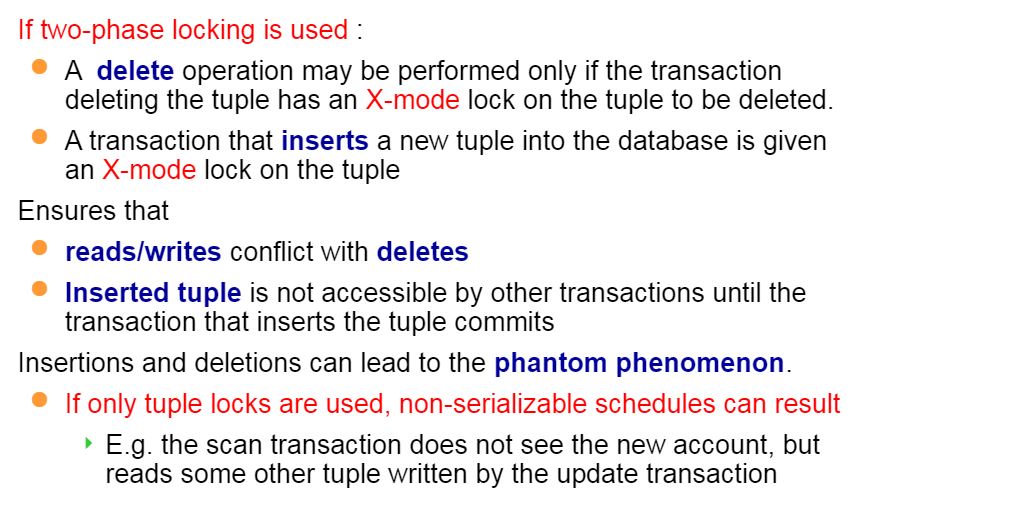 If two-phase locking is used :
A delete operation may be performed only if the transaction
deleting the tuple has an X-mode lock on the tuple to be deleted.
A transaction that inserts a new tuple into the database is given
an X-mode lock on the tuple
Ensures that
reads/writes conflict with deletes
Inserted tuple is not accessible by other transactions until the
transaction that inserts the tuple commits
Insertions and deletions can lead to the phantom phenomenon.
If only tuple locks are used, non-serializable schedules can result
E.g. the scan transaction does not see the new account, but
reads some other tuple written by the update transaction